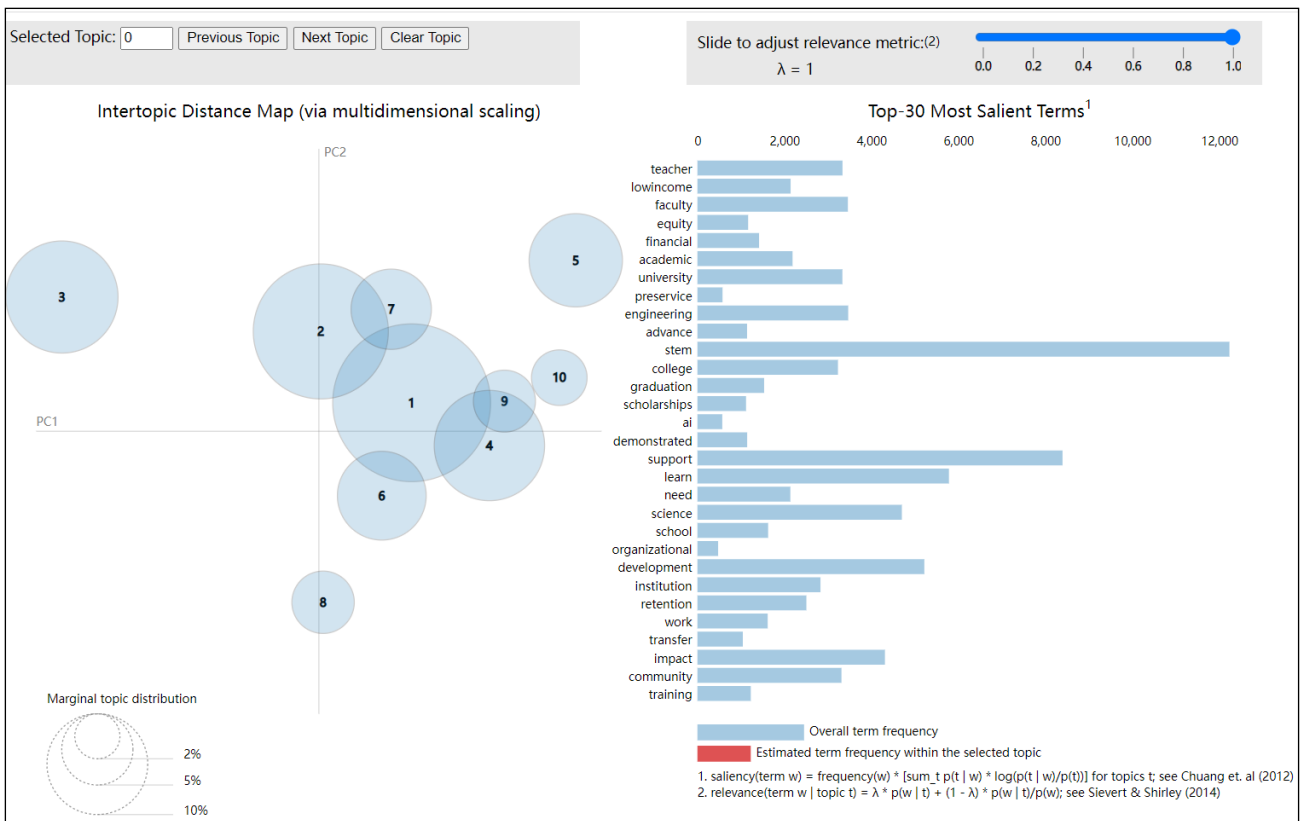 Selected Topic: 0 Previous Topic Next Topic Clear Topic
Slide to adjust relevance metric:(2)
λ = 1
0.0 0.2 0.4 0.6 0.8 1.0
Intertopic Distance Map (via multidimensional scaling)
PC2
PC1
3
2
7
5
1
10
9
4
6
8
Marginal topic distribution
2%
5%
10%
Top-30 Most Salient Terms1
0 2,000 4,000 6,000 8,000 10,000 12,000
teacher
lowincome
faculty
equity
financial
academic
university
preservice
engineering
advance
stem
college
graduation
scholarships
ai
demonstrated
support
learn
need
science
school
organizational
development
institution
retention
work
transfer
impact
community
training
Overall term frequency
Estimated term frequency within the selected topic
1. saliency(term w) = frequency(w) * [sum_t p(t | w) * log(p(t | w)/p(t))] for topics t; see Chuang et. al (2012)
2. relevance(term w | topic t) = λ * p(w | t) + (1 - λ) * p(w | t)/p(w); see Sievert & Shirley (2014)